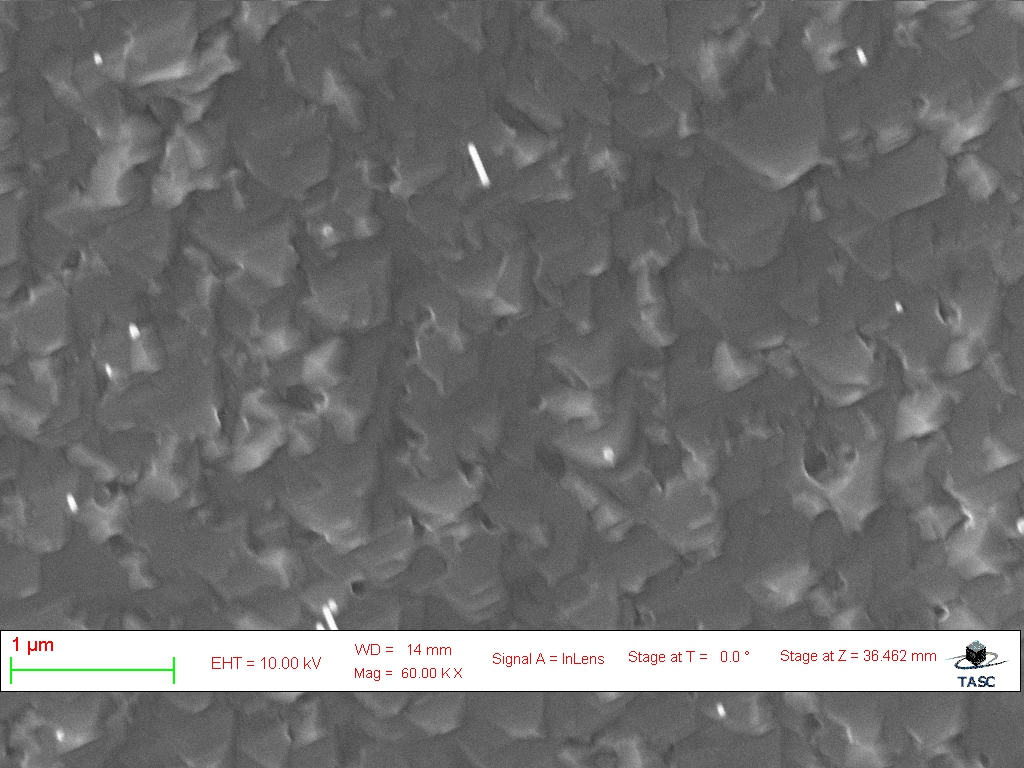 1 µm
EHT = 10.00 kV
WD = 14 mm
Mag = 60.00 K X
Signal A = InLens
Stage at T = 0.0 °
Stage at Z = 36.462 mm
TASC